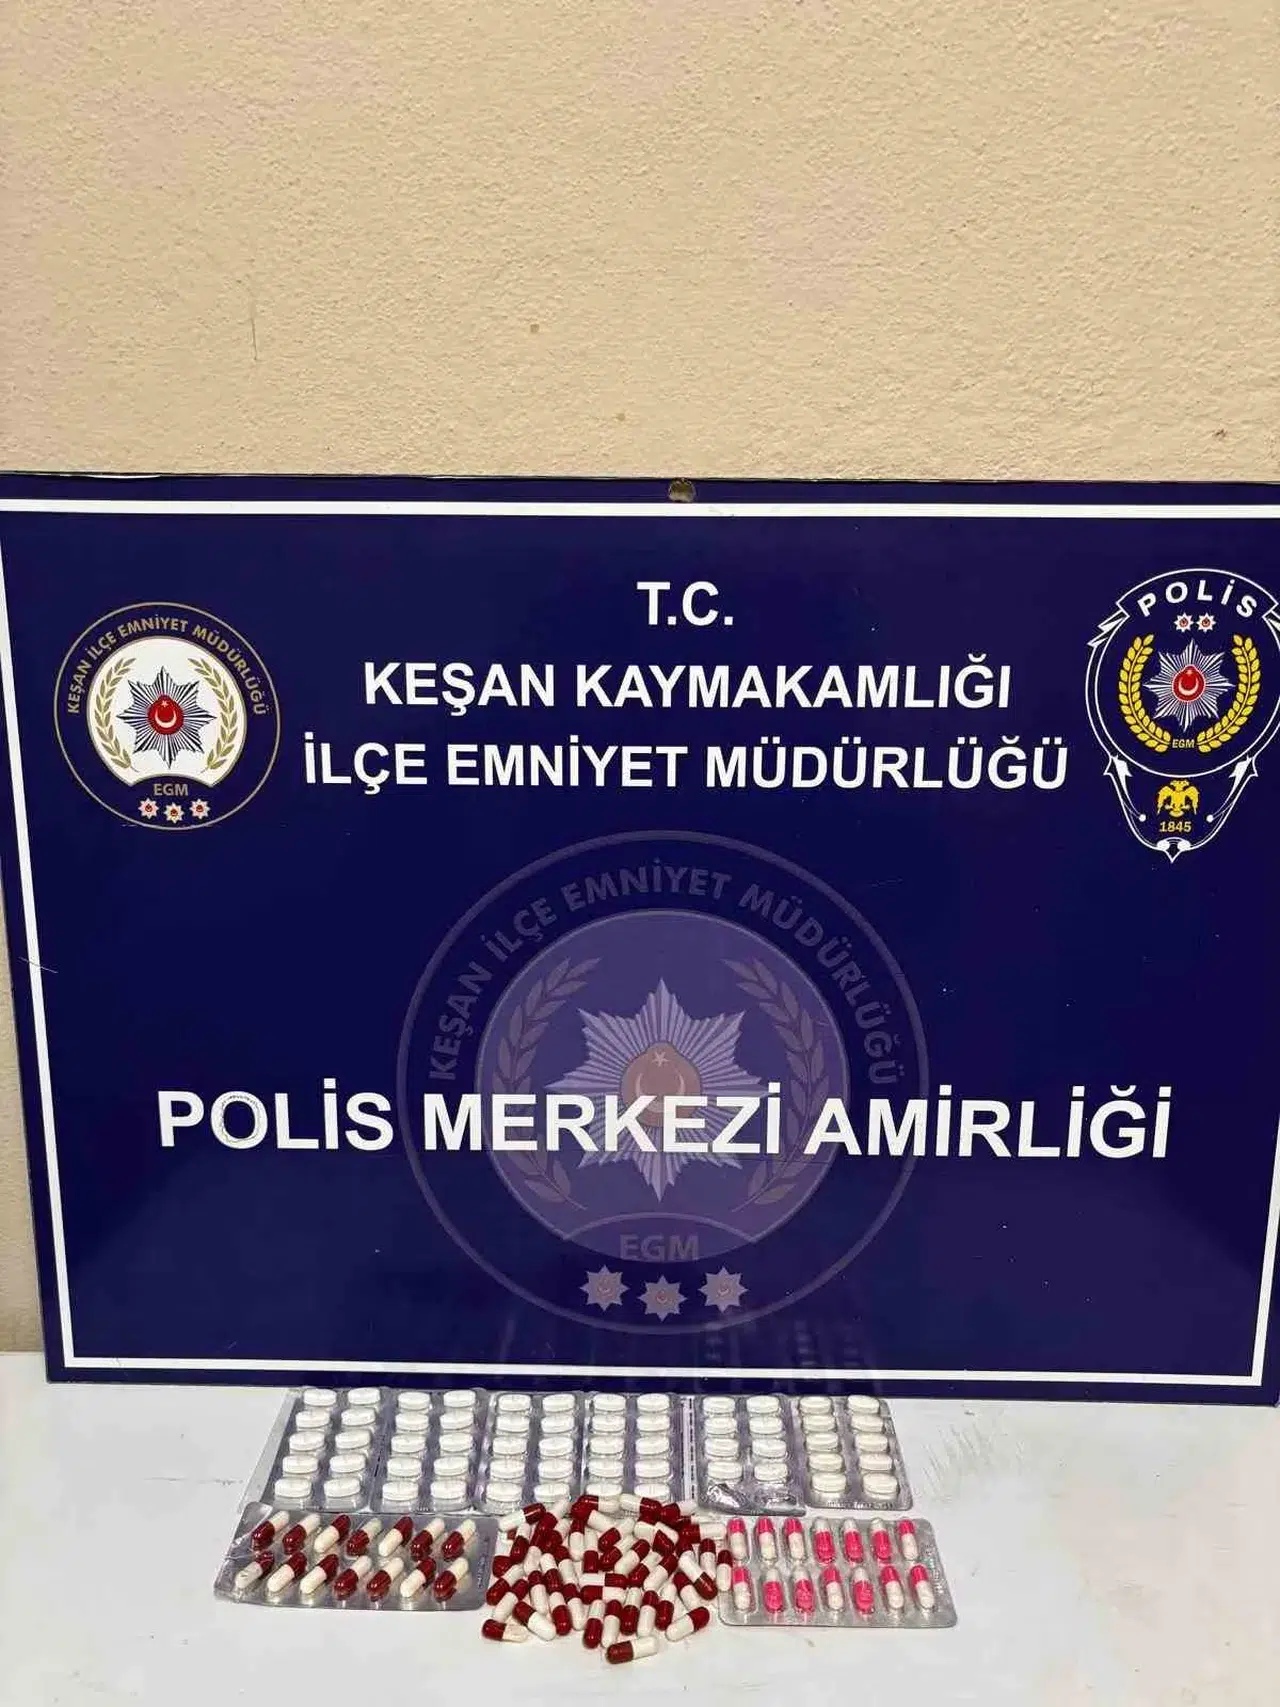 T.C.
KEŞAN KAYMAKAMLIĞI
İLÇE EMNİYET MÜDÜRLÜĞÜ
KEŞAN İLÇE EMNİYET MÜDÜRLÜĞÜ
EGM
POLİS
EGM
1845
KEŞAN İLÇE EMNİYET MÜDÜRLÜĞÜ
POLİS MERKEZİ AMİRLİĞİ
EGM